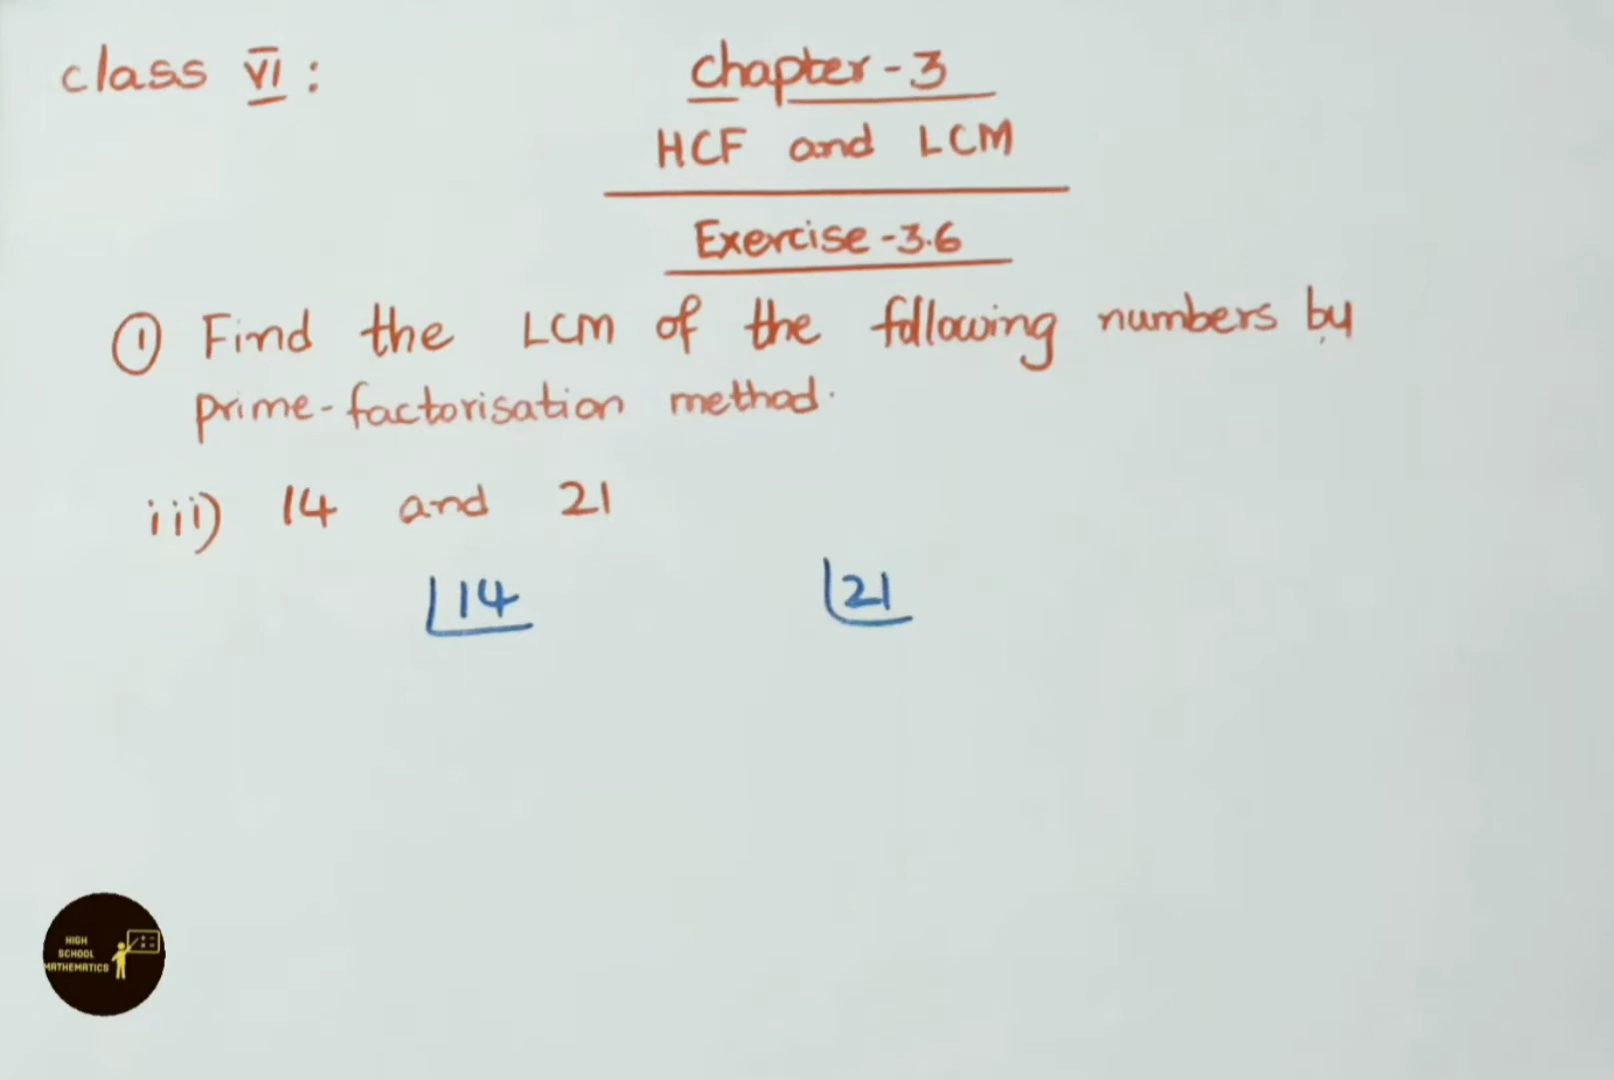 class VI :
Chapter - 3
HCF and LCM
Exercise - 3.6
① Find the LCM of the following numbers by
prime-factorisation method.
iii) 14 and 21
14 21
HIGH
SCHOOL
MATHEMATICS